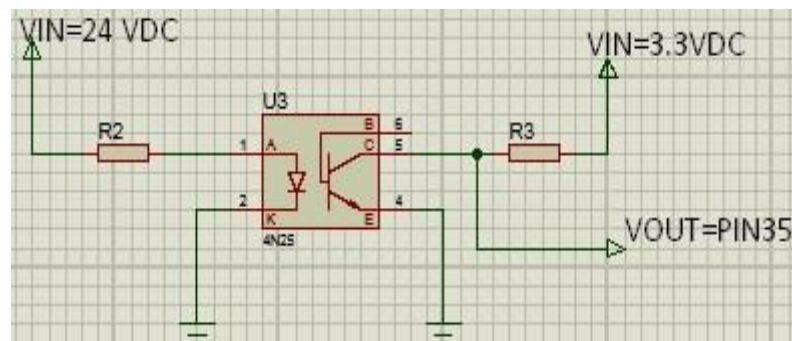 VIN=24 VDC
VIN=3.3VDC
U3
R2
R3
B
6
1
A
C
5
2
K
E
4
4N25
VOUT=PIN35